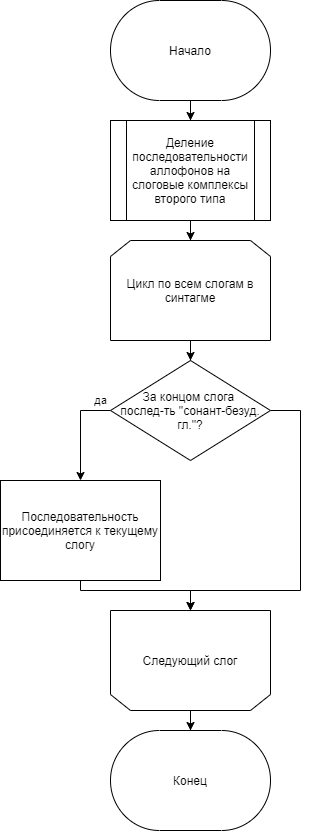 Начало
Деление
последовательности
аллофонов на
слоговые комплексы
второго типа
Цикл по всем слогам в
синтагме
За концом слога
послед-ть "сонант-безуд.
гл."?
да
Последовательность
присоединяется к текущему
слогу
Следующий слог
Конец